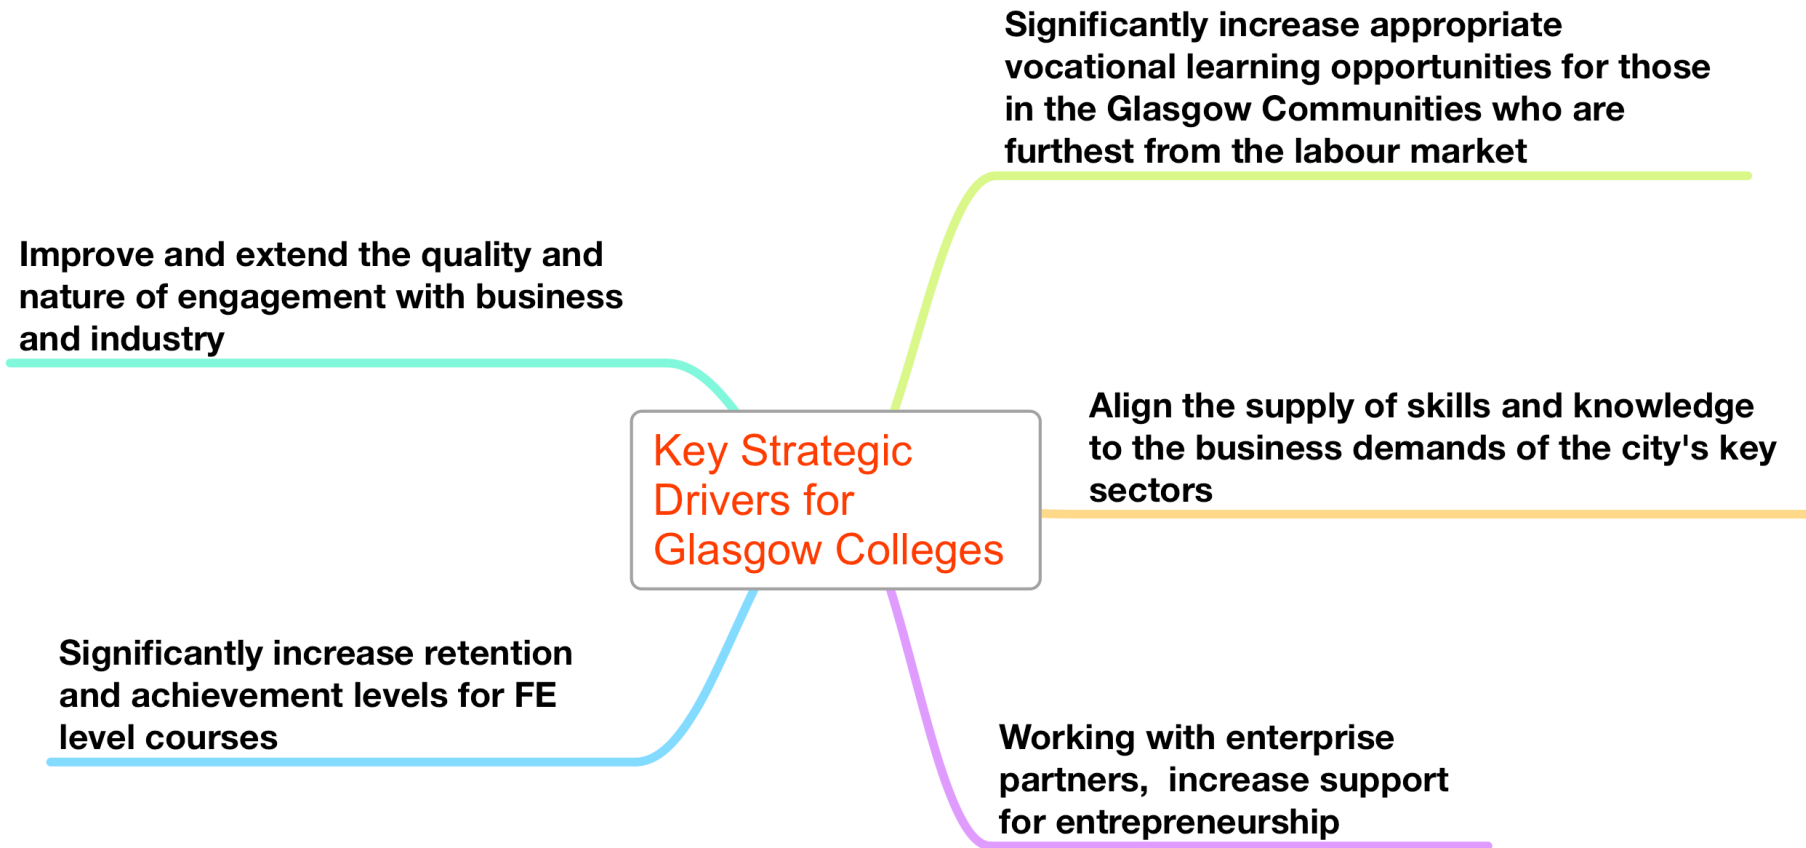 Significantly increase appropriate
vocational learning opportunities for those
in the Glasgow Communities who are
furthest from the labour market
Improve and extend the quality and
nature of engagement with business
and industry
Align the supply of skills and knowledge
to the business demands of the city's key
sectors
Key Strategic
Drivers for
Glasgow Colleges
Significantly increase retention
and achievement levels for FE
level courses
Working with enterprise
partners,  increase support
for entrepreneurship